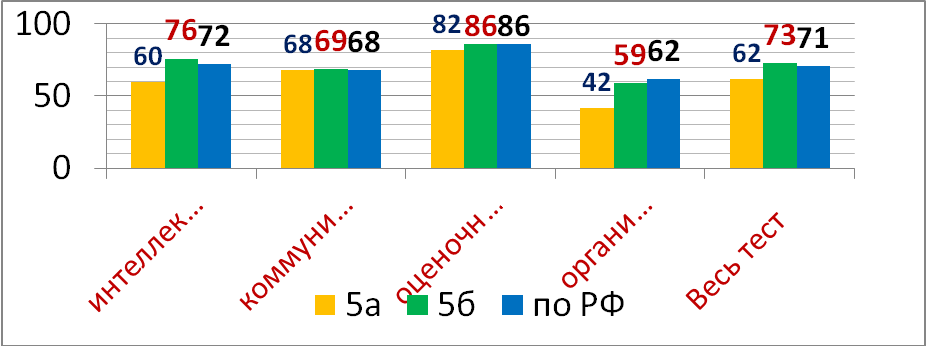 100
50
0
60 76 72
68 69 68
82 86 86
42 59 62
62 73 71
интеллек...
коммуни...
оценочн...
органи...
Весь тест
5а 5б по РФ